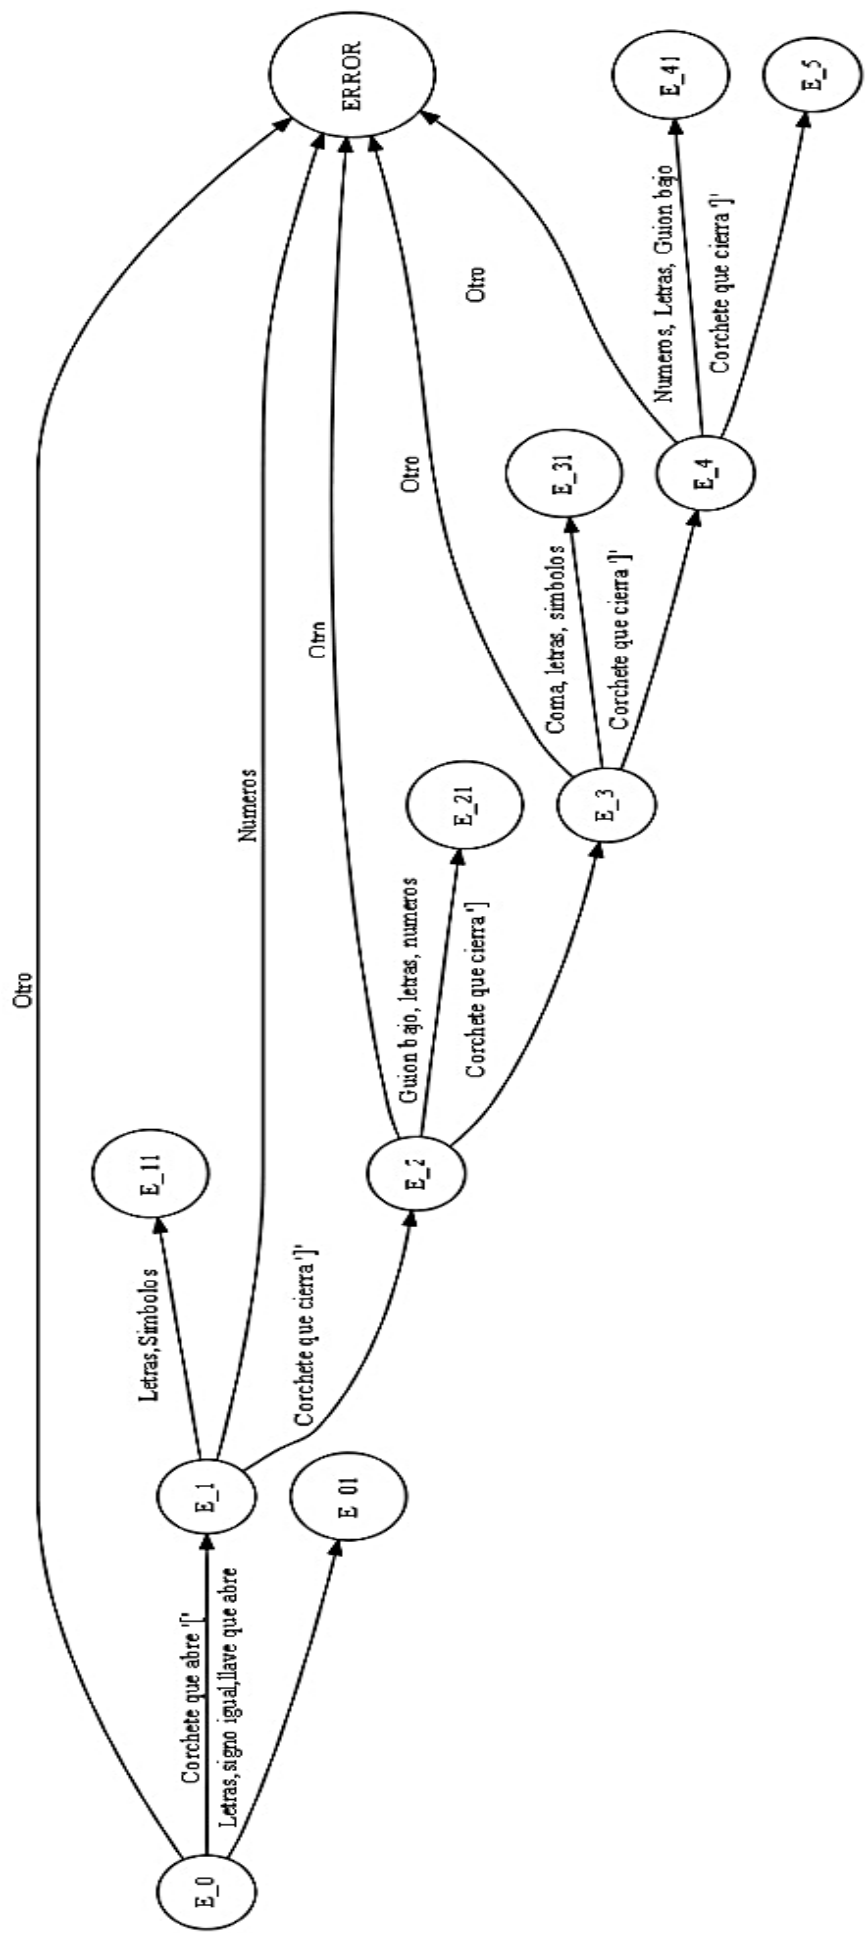 Otro
E_11
Letras,Simbolos
Numeros
ERROR
E_0
Corchete que abre '['
E_1
Letras,signo igual,llave que abre
Corchete que cierra ']'
Otro
E_01
E_2
Guion bajo, letras, numeros
Otro
E_21
Corchete que cierra ']
Otro
Coma, letras, simbolos
E_31
E_3
Corchete que cierra ']'
Numeros, Letras, Guion bajo
E_41
E_4
Corchete que cierra ']'
E_5